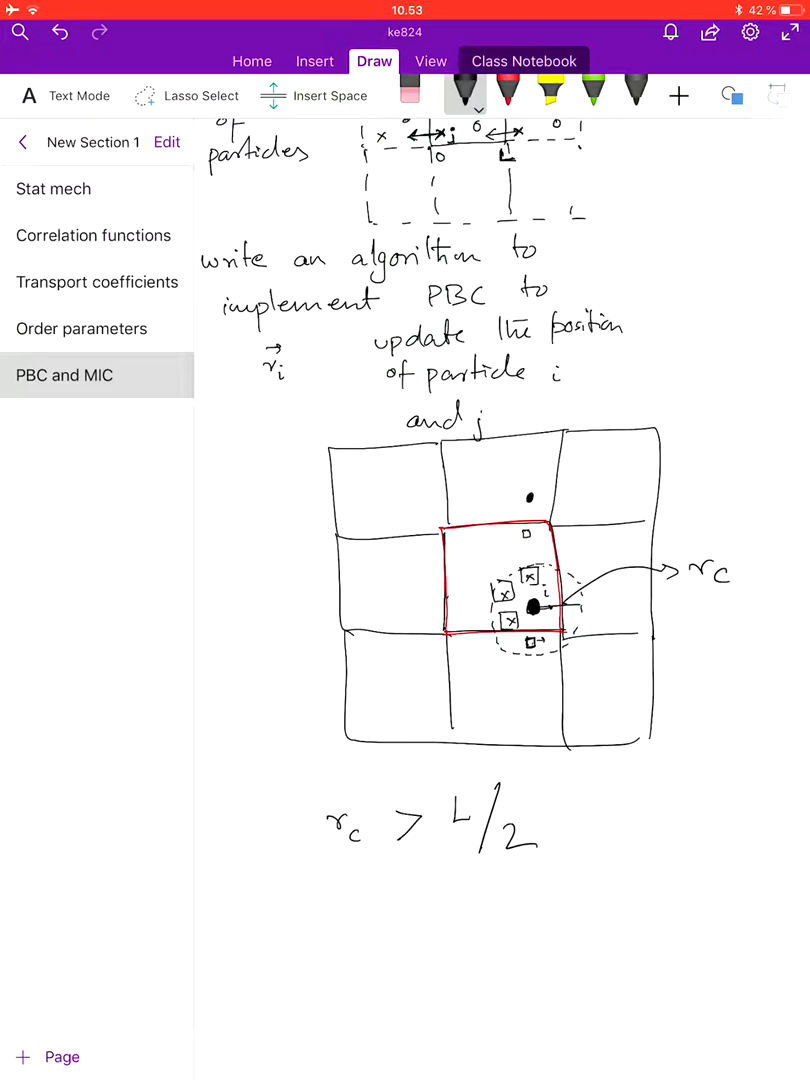 10.53
42 %
ke824
Home Insert Draw View Class Notebook
A Text Mode Lasso Select Insert Space
New Section 1 Edit
Stat mech
Correlation functions
Transport coefficients
Order parameters
PBC and MIC
Page
of
particles
x x j o x o
o L
write an algorithm to
implement PBC to
update the position
r i
of particle i
and j
x
x i
x
rc
rc > L/2